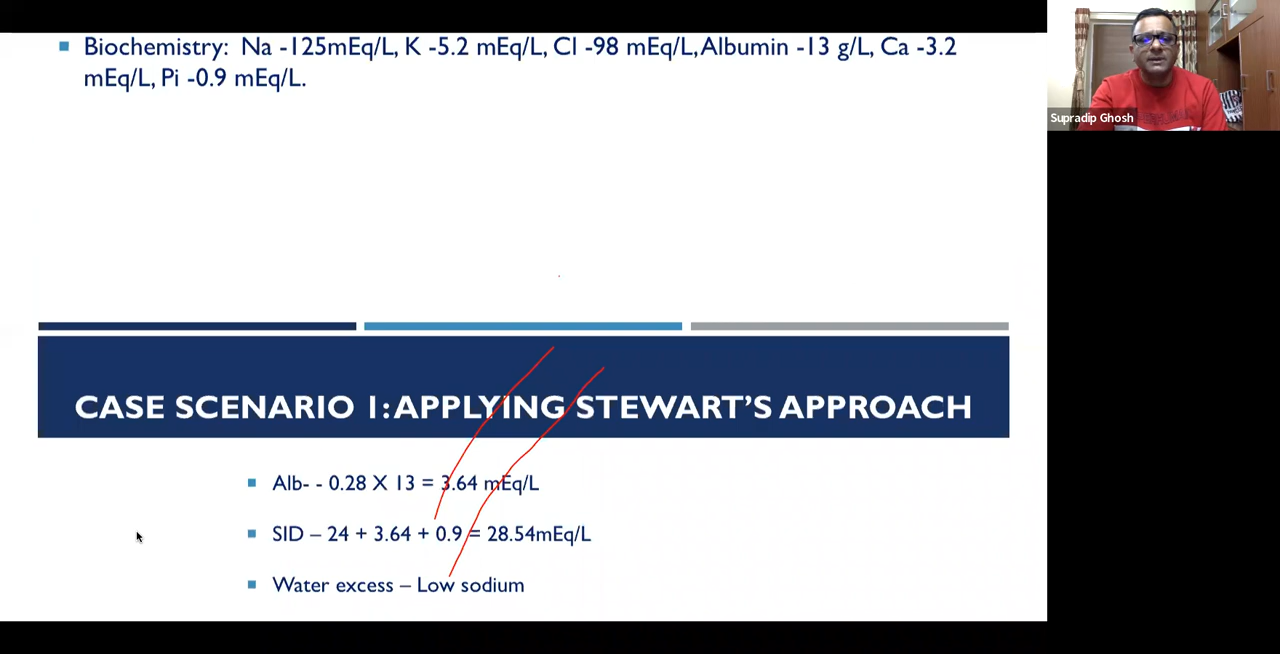 Biochemistry: Na -125mEq/L, K -5.2 mEq/L, Cl -98 mEq/L, Albumin -13 g/L, Ca -3.2
mEq/L, Pi -0.9 mEq/L.
Supradip Ghosh
CASE SCENARIO 1: APPLYING STEWART'S APPROACH
Alb- - 0.28 X 13 = 3.64 mEq/L
SID – 24 + 3.64 + 0.9 = 28.54mEq/L
Water excess – Low sodium